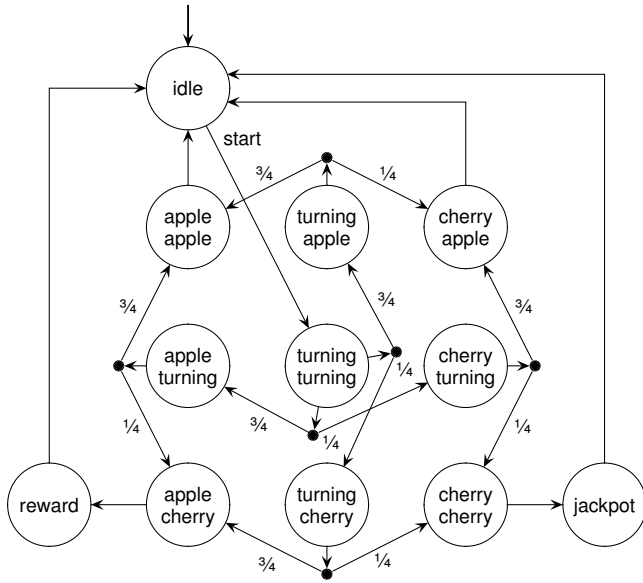 idle
start
¾
¼
apple
apple
turning
apple
cherry
apple
¾
¾
¾
apple
turning
turning
turning
¼
cherry
turning
¾
¼
¼
¼
reward
apple
cherry
turning
cherry
cherry
cherry
jackpot
¾
¼